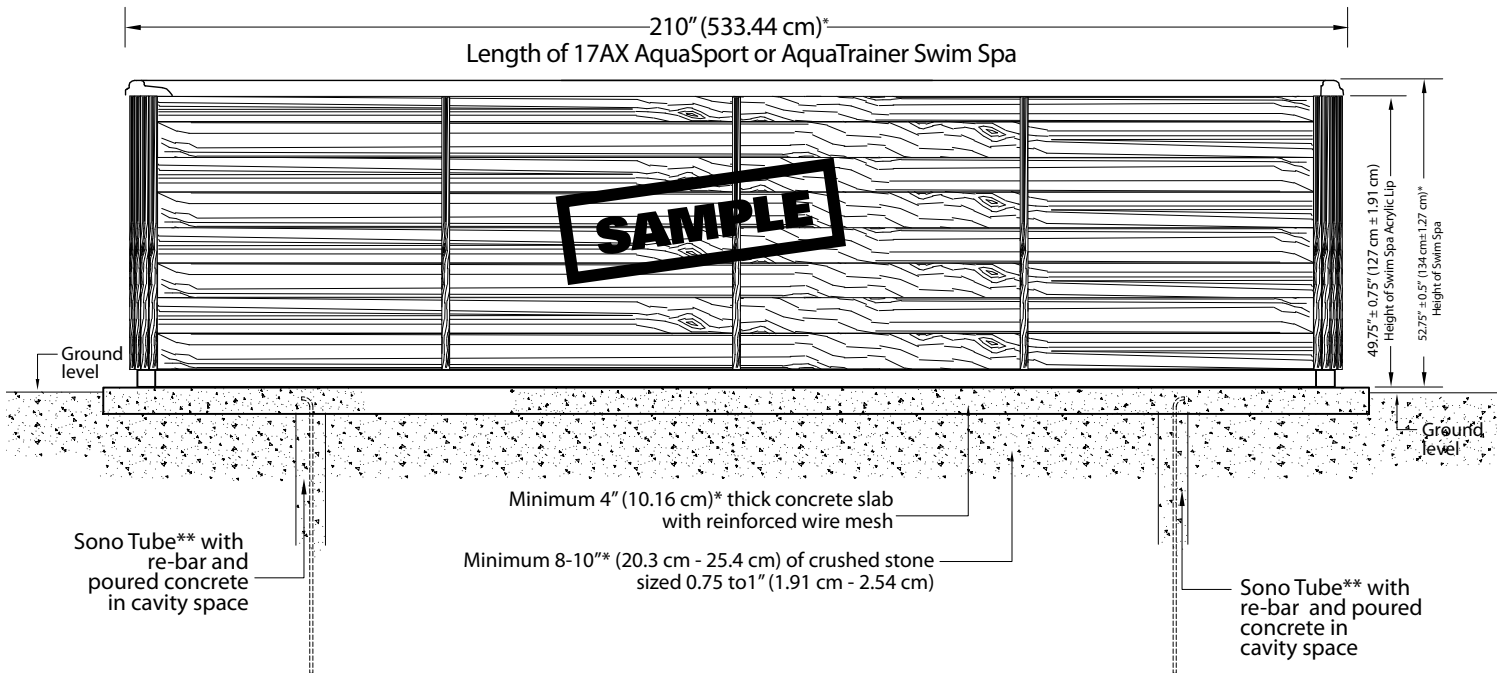 210” (533.44 cm)*
Length of 17AX AquaSport or AquaTrainer Swim Spa
SAMPLE
49.75” ± 0.75” (127 cm ± 1.91 cm)
Height of Swim Spa Acrylic Lip
52.75” ± 0.5” (134 cm± 1.27 cm)*
Height of Swim Spa
Ground
level
Ground
level
Minimum 4” (10.16 cm)* thick concrete slab
with reinforced wire mesh
Sono Tube** with
re-bar and
poured concrete
in cavity space
Minimum 8-10”* (20.3 cm - 25.4 cm) of crushed stone
sized 0.75 to1” (1.91 cm - 2.54 cm)
Sono Tube** with
re-bar and poured
concrete in
cavity space